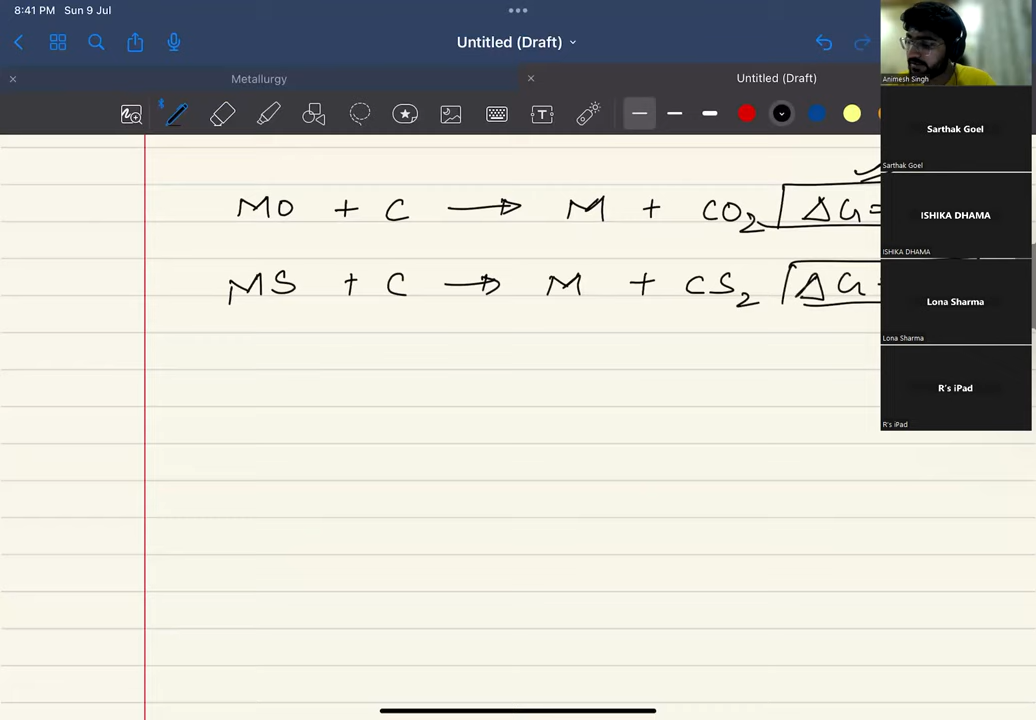 8:41 PM Sun 9 Jul
Untitled (Draft)
Metallurgy
Untitled (Draft)
Animesh Singh
MO + C → M + CO₂ ΔG=
MS + C → M + CS₂ ΔG
Sarthak Goel
Sarthak Goel
ISHIKA DHAMA
ISHIKA DHAMA
Lona Sharma
Lona Sharma
R's iPad
R's iPad